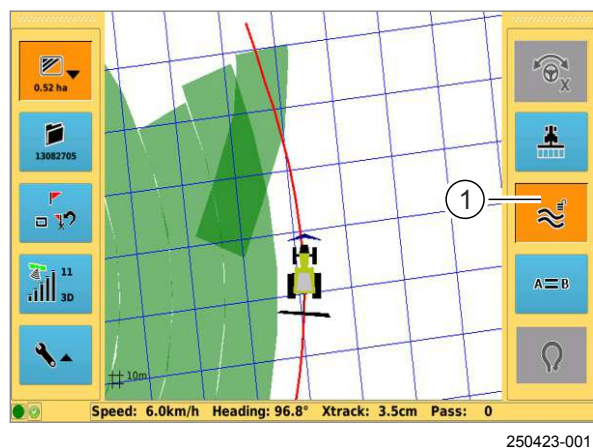 0.52 ha
13082705
11
3D
X
1
A=B
10m
Speed: 6.0km/h Heading: 96.8° Xtrack: 3.5cm Pass: 0
250423-001